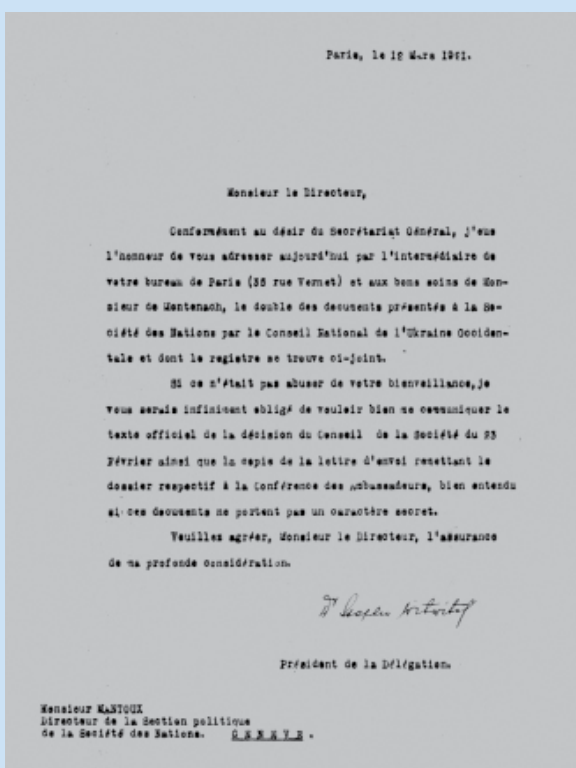 Paris, le 12 Mars 1921.
Monsieur le Directeur,
Conformément au désir du Secrétariat Général, j'eus
l'honneur de vous adresser aujourd'hui par l'intermédiaire de
votre bureau de Paris (35 rue Vernet) et aux bons soins de Mon-
sieur de Montenach, le double des documents présentés à la So-
ciété des Nations par le Conseil National de l'Ukraine Occiden-
tale et dont le registre se trouve ci-joint.
Si ce n'était pas abuser de votre bienveillance, je
vous serais infiniment obligé de vouloir bien me communiquer le
texte officiel de la décision du Conseil de la Société du 23
Février ainsi que la copie de la lettre d'envoi remettant le
dossier respectif à la Conférence des Ambassadeurs, bien entendu
si ces documents ne portent pas un caractère secret.
Veuillez agréer, Monsieur le Directeur, l'assurance
de ma profonde considération.
Président de la Délégation.
Monsieur MANTOUX
Directeur de la Section politique
de la Société des Nations. GENEVE.